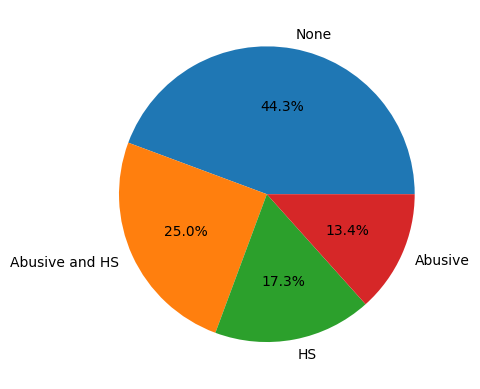 None
44.3%
25.0%
13.4%
Abusive and HS
Abusive
17.3%
HS